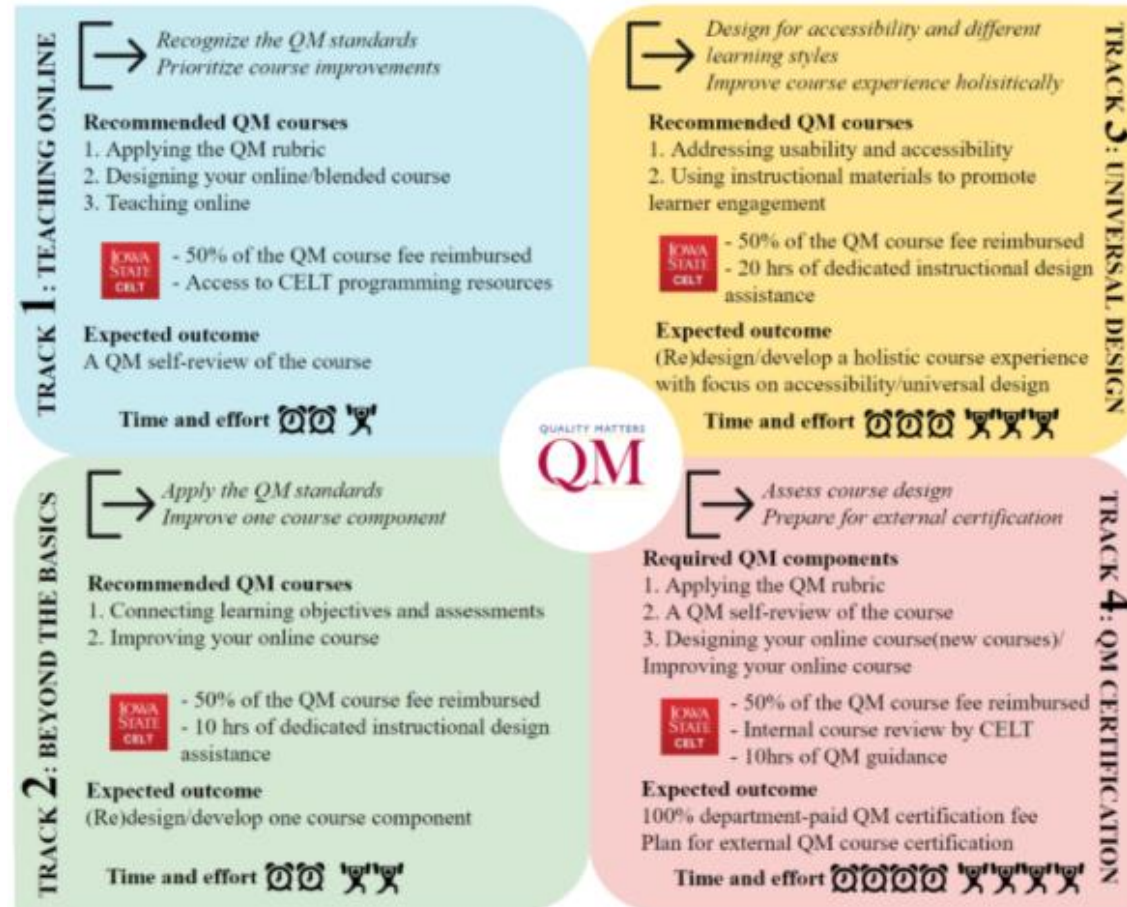 TRACK 1: TEACHING ONLINE
Recognize the QM standards
Prioritize course improvements
Recommended QM courses
1. Applying the QM rubric
2. Designing your online/blended course
3. Teaching online
IOWA
STATE
CELT
- 50% of the QM course fee reimbursed
- Access to CELT programming resources
Expected outcome
A QM self-review of the course
Time and effort
TRACK 3: UNIVERSAL DESIGN
Design for accessibility and different
learning styles
Improve course experience holisitically
Recommended QM courses
1. Addressing usability and accessibility
2. Using instructional materials to promote
learner engagement
IOWA
STATE
CELT
- 50% of the QM course fee reimbursed
- 20 hrs of dedicated instructional design
assistance
Expected outcome
(Re)design/develop a holistic course experience
with focus on accessibility/universal design
Time and effort
QUALITY MATTERS
QM
TRACK 2: BEYOND THE BASICS
Apply the QM standards
Improve one course component
Recommended QM courses
1. Connecting learning objectives and assessments
2. Improving your online course
IOWA
STATE
CELT
- 50% of the QM course fee reimbursed
- 10 hrs of dedicated instructional design
assistance
Expected outcome
(Re)design/develop one course component
Time and effort
TRACK 4: QM CERTIFICATION
Assess course design
Prepare for external certification
Required QM components
1. Applying the QM rubric
2. A QM self-review of the course
3. Designing your online course(new courses)/
Improving your online course
IOWA
STATE
CELT
- 50% of the QM course fee reimbursed
- Internal course review by CELT
- 10hrs of QM guidance
Expected outcome
100% department-paid QM certification fee
Plan for external QM course certification
Time and effort